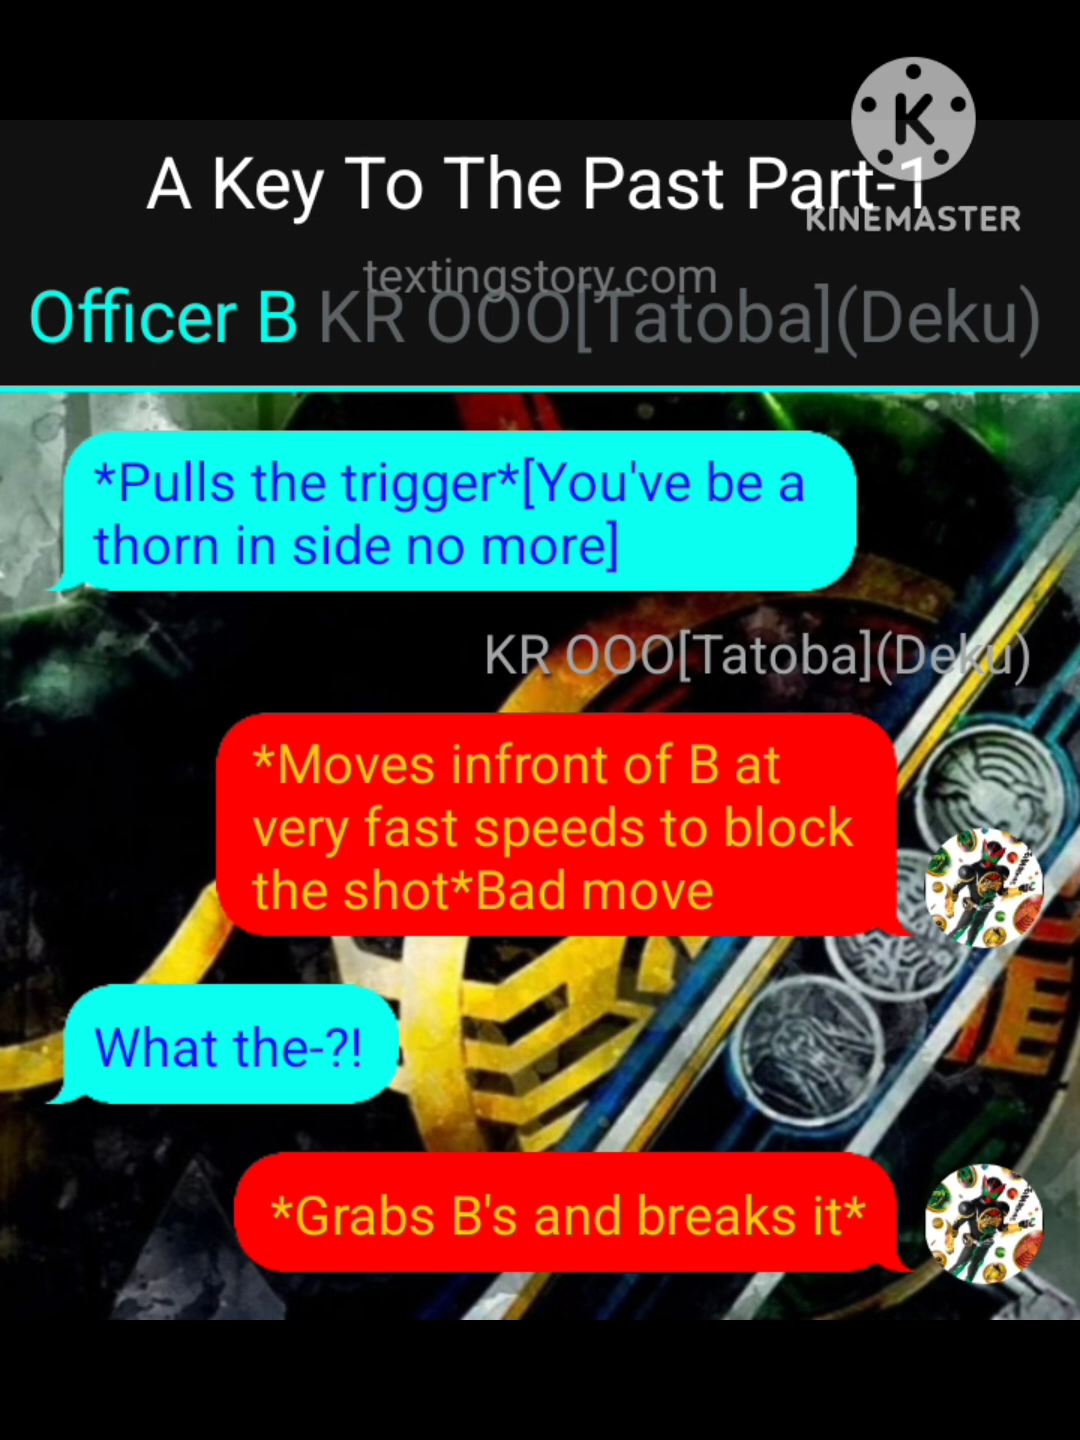 K
A Key To The Past Part-1
KINEMASTER
textingstory.com
Officer B KR OOO[Tatoba](Deku)
*Pulls the trigger*[You've be a
thorn in side no more]
KR OOO[Tatoba](Deku)
*Moves infront of B at
very fast speeds to block
the shot*Bad move
What the-?!
*Grabs B's and breaks it*